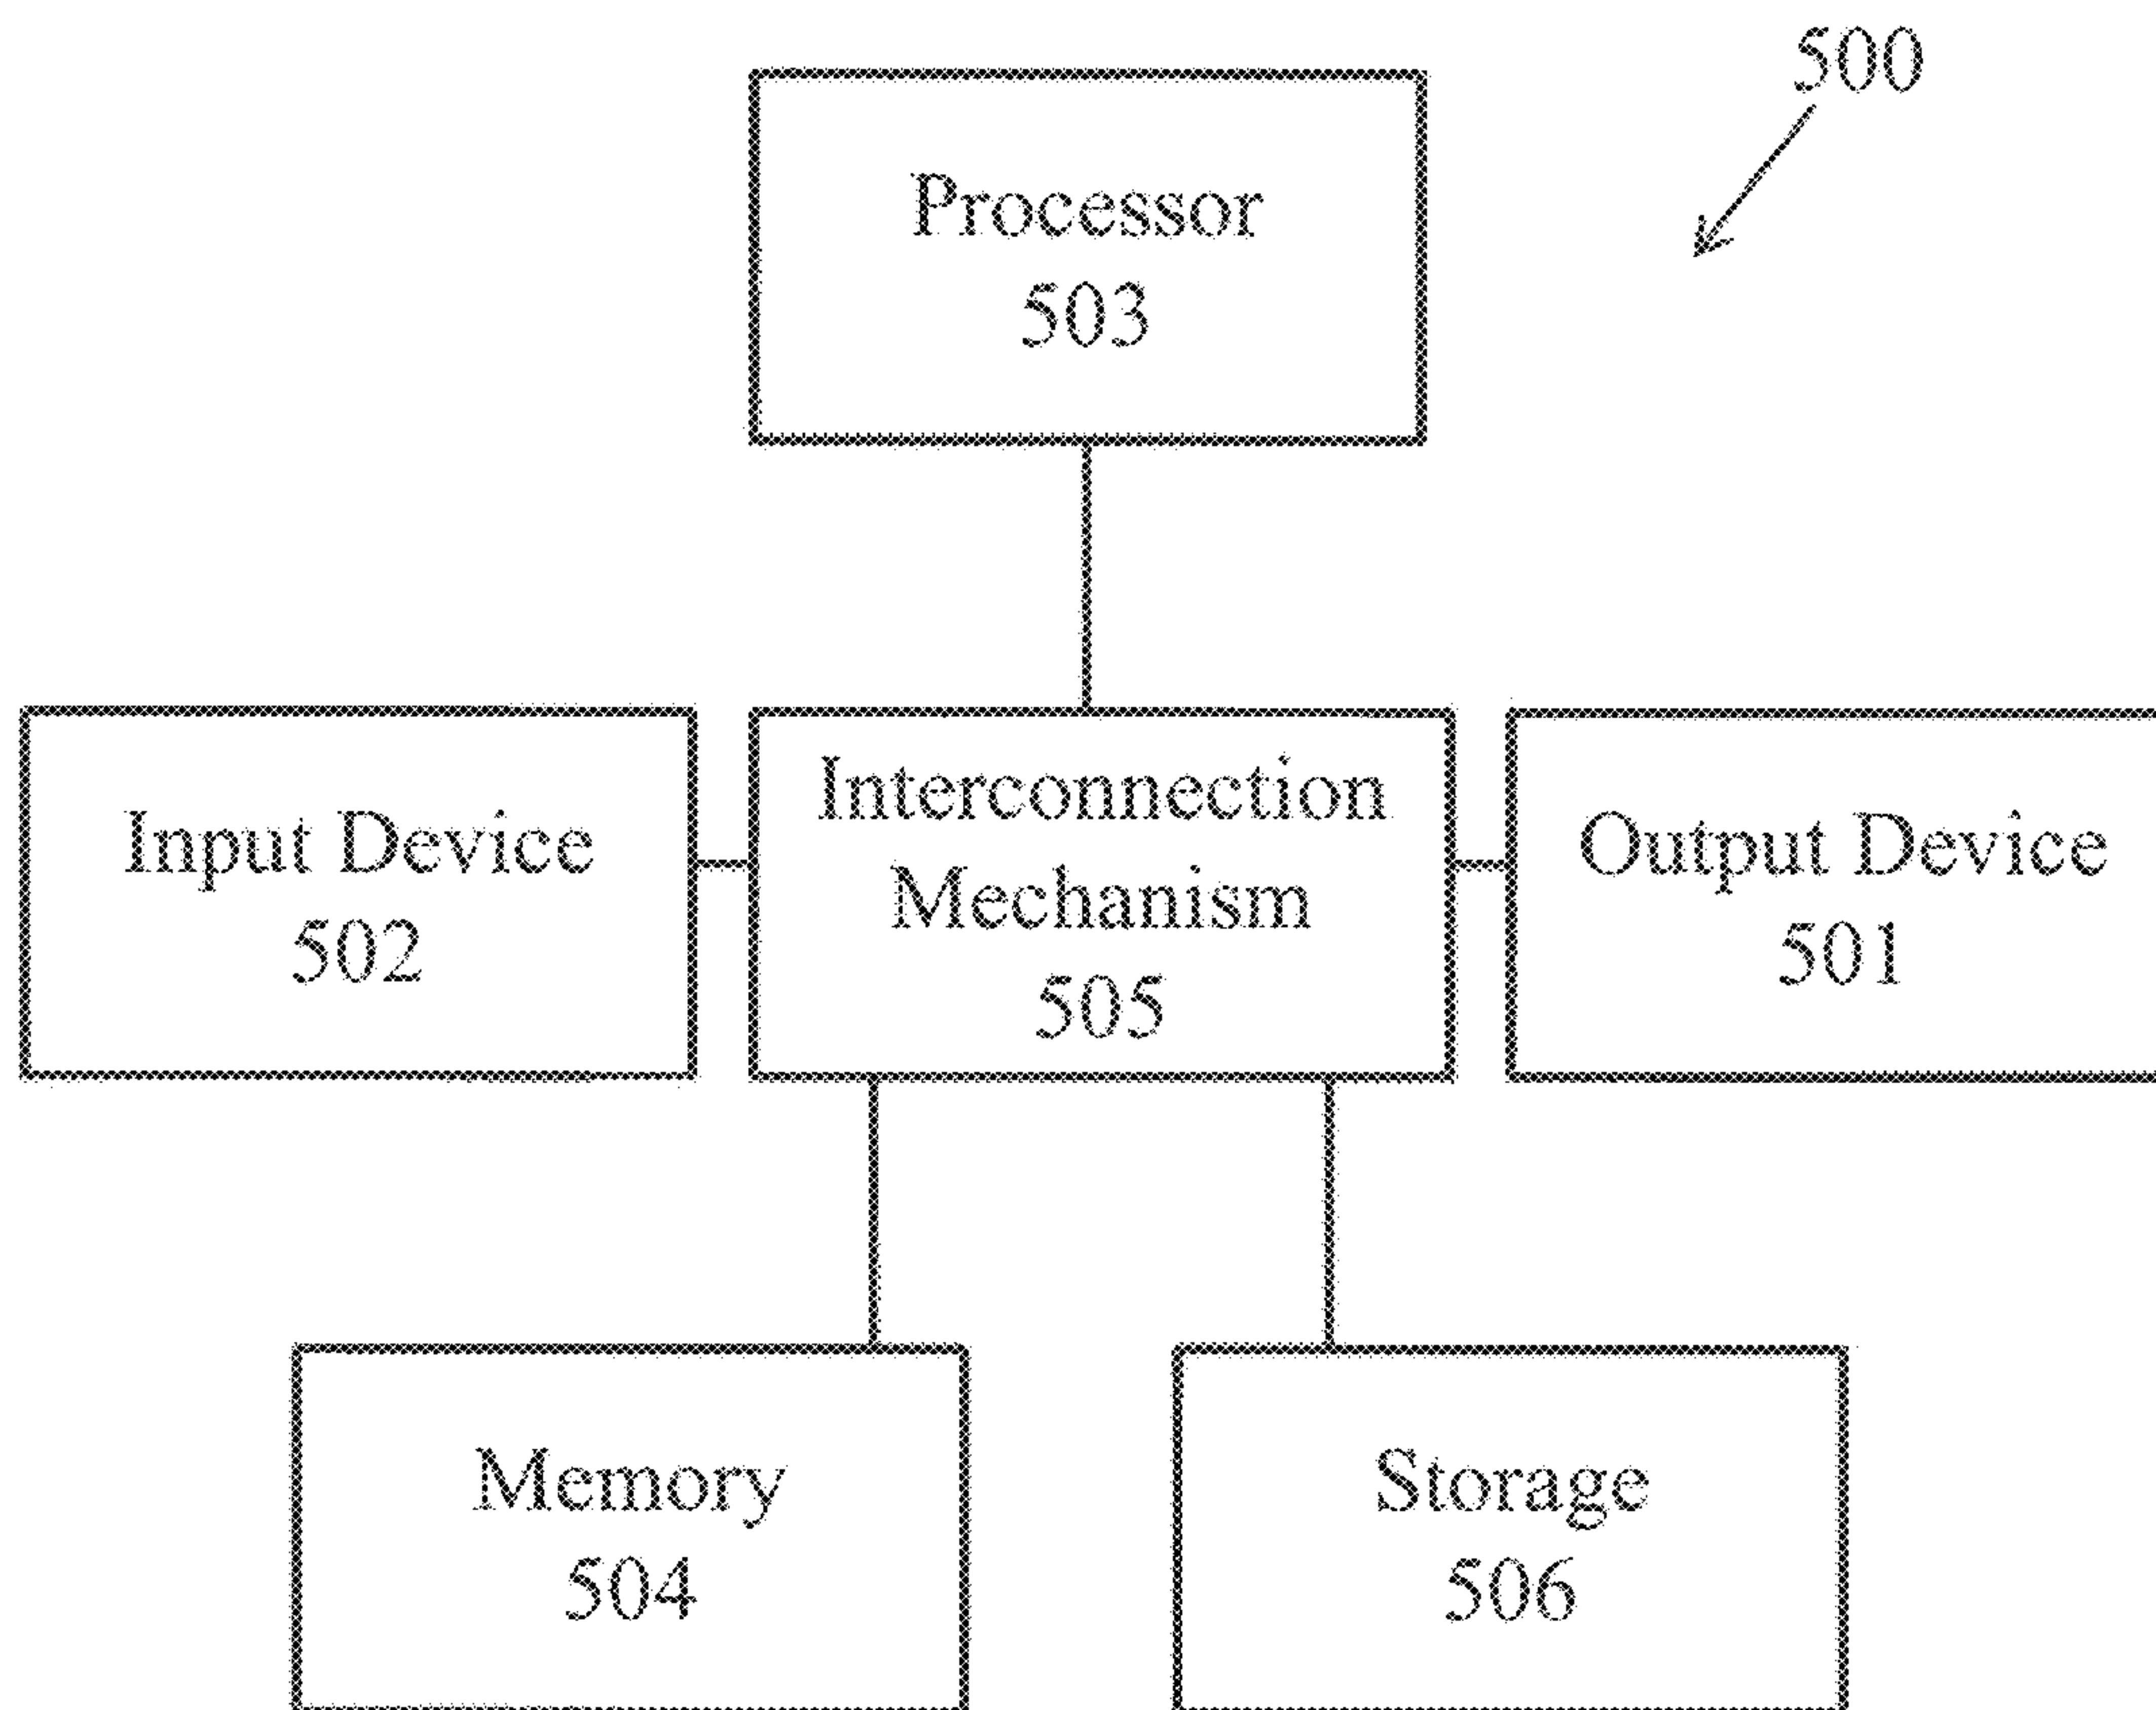 500
Processor
503
Input Device
502
Interconnection
Mechanism
505
Output Device
501
Memory
504
Storage
506